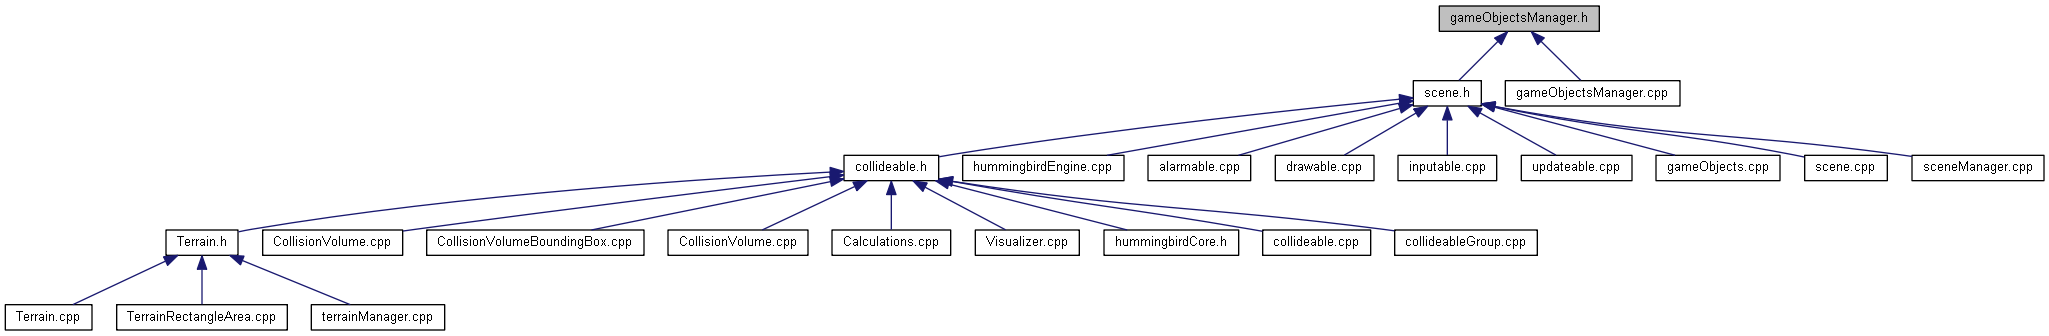 gameObjectsManager.h
scene.h
gameObjectsManager.cpp
collideable.h
hummingbirdEngine.cpp
alarmable.cpp
drawable.cpp
inputable.cpp
updateable.cpp
gameObjects.cpp
scene.cpp
sceneManager.cpp
Terrain.h
CollisionVolume.cpp
CollisionVolumeBoundingBox.cpp
CollisionVolume.cpp
Calculations.cpp
Visualizer.cpp
hummingbirdCore.h
collideable.cpp
collideableGroup.cpp
Terrain.cpp
TerrainRectangleArea.cpp
terrainManager.cpp